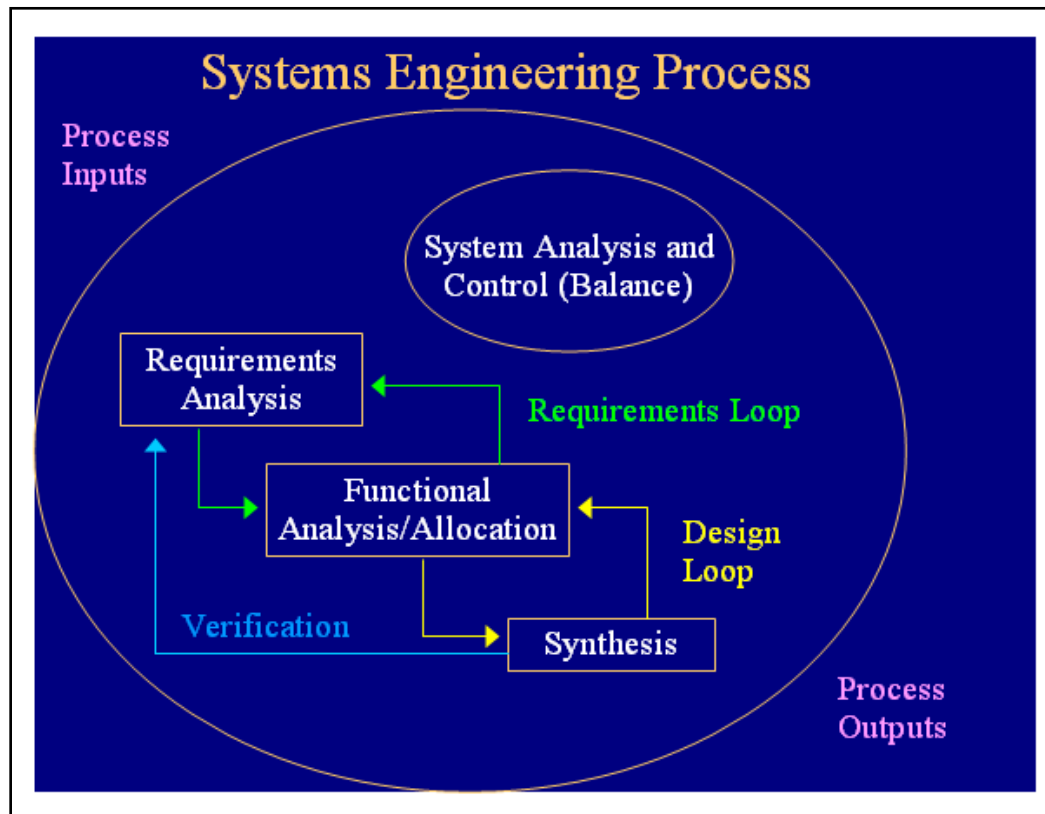 Systems Engineering Process
Process
Inputs
System Analysis and
Control (Balance)
Requirements
Analysis
Requirements Loop
Functional
Analysis/Allocation
Design
Loop
Verification
Synthesis
Process
Outputs